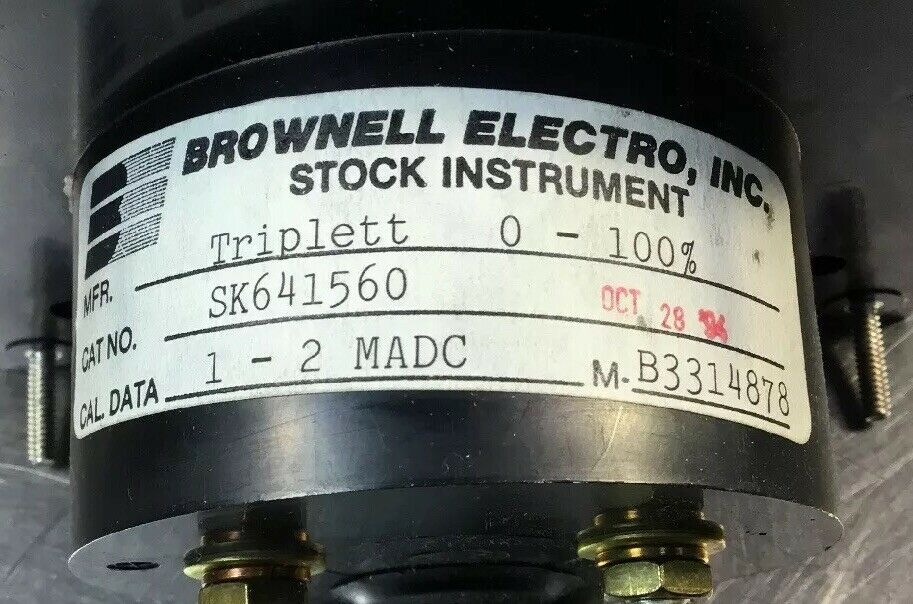 BROWNELL ELECTRO, INC.
STOCK INSTRUMENT
MFR. Triplett 0 - 100%
CAT NO. SK641560 OCT 28
CAL. DATA 1 - 2 MADC M-B3314878